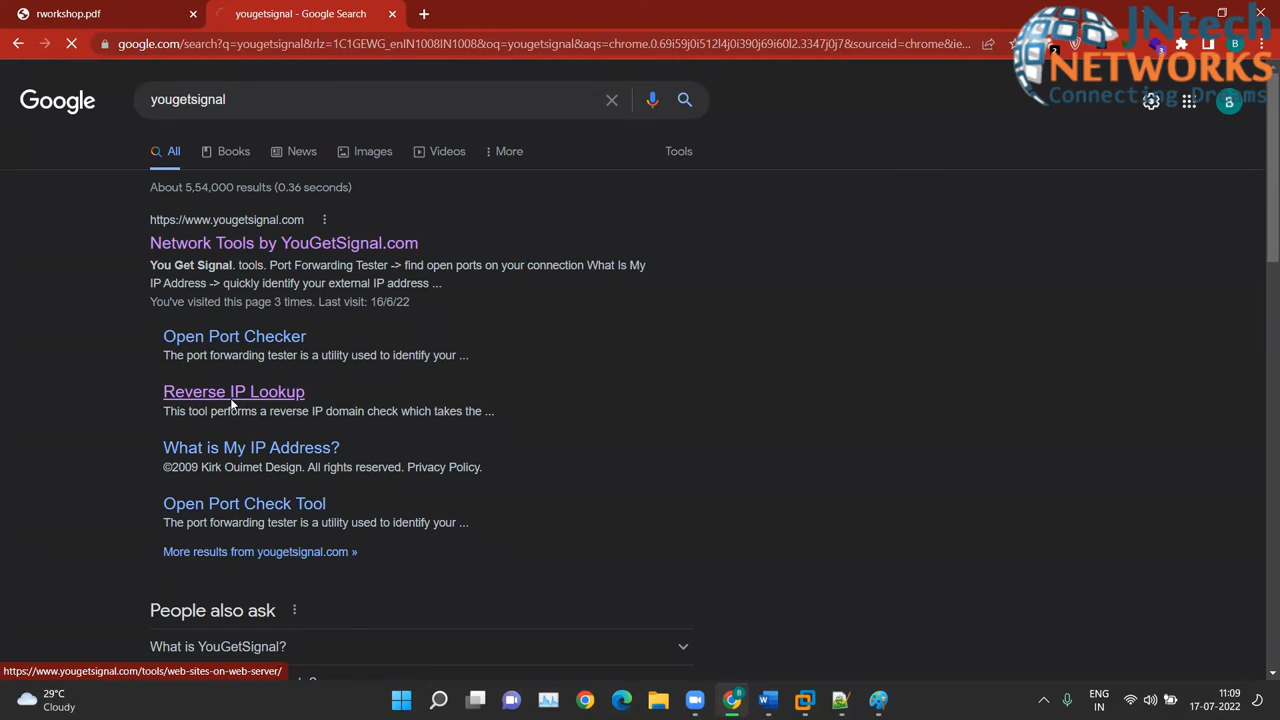 rworkshop.pdf
yougetsignal - Google Search
google.com/search?q=yougetsignal&rlz=1C1GEWG_enIN1008IN1008&oq=yougetsignal&aqs=chrome.0.69i59j0i512l4j0i390j69i60l2.3347j0j7&sourceid=chrome&ie...
JNtech
NETWORKS
Connecting Dreams
Google
yougetsignal
B
All
Books
News
Images
Videos
More
Tools
About 5,54,000 results (0.36 seconds)
https://www.yougetsignal.com
Network Tools by YouGetSignal.com
You Get Signal. tools. Port Forwarding Tester -> find open ports on your connection What Is My
IP Address -> quickly identify your external IP address ...
You've visited this page 3 times. Last visit: 16/6/22
Open Port Checker
The port forwarding tester is a utility used to identify your ...
Reverse IP Lookup
This tool performs a reverse IP domain check which takes the ...
What is My IP Address?
©2009 Kirk Ouimet Design. All rights reserved. Privacy Policy.
Open Port Check Tool
The port forwarding tester is a utility used to identify your ...
More results from yougetsignal.com »
People also ask
What is YouGetSignal?
https://www.yougetsignal.com/tools/web-sites-on-web-server/
29°C
Cloudy
ENG
IN
11:09
17-07-2022